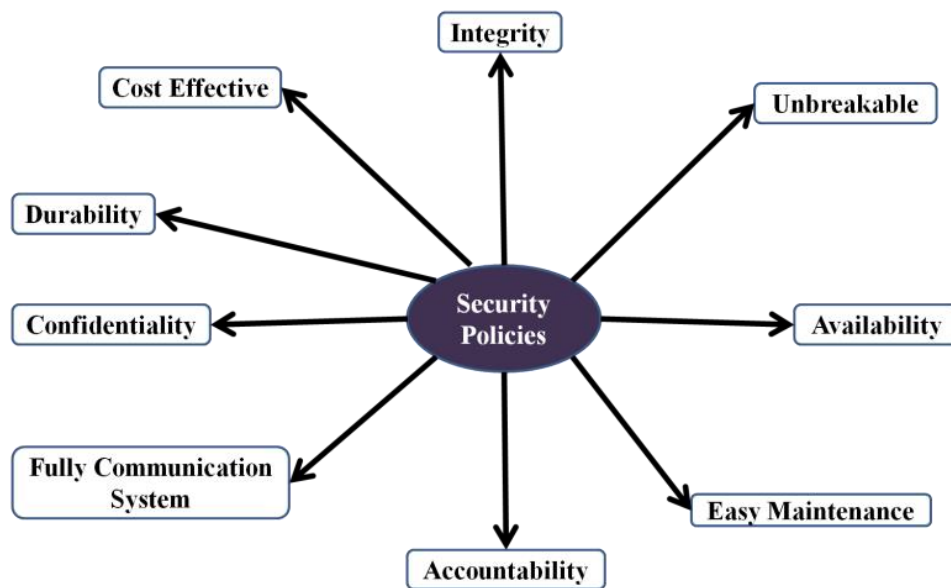 Integrity
Cost Effective
Unbreakable
Durability
Security
Policies
Confidentiality
Availability
Fully Communication
System
Easy Maintenance
Accountability